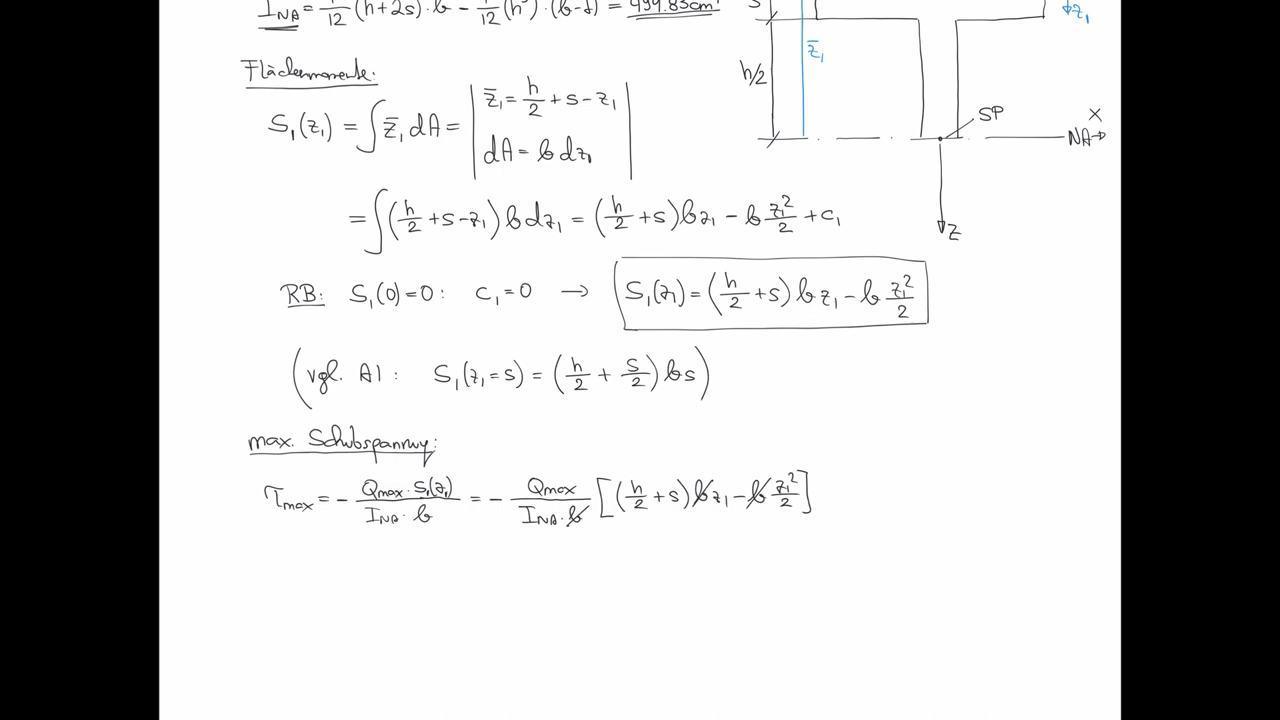 I_NA = 1/12 (h+2s)·b − 1/12 (h³)·(b−t) = 499.83cm
Flächenmomente:
S₁(z₁) = ∫ z̄₁ dA = | z̄₁ = h/2 + s − z₁
dA = b dz₁ |
= ∫ (h/2 + s − z₁) b dz₁ = (h/2 + s) b z₁ − b z₁²/2 + c₁
RB: S₁(0)=0: c₁=0 → S₁(z₁) = (h/2 + s) b z₁ − b z₁²/2
(vgl. A1: S₁(z₁=s) = (h/2 + s/2) b s)
max. Schubspannung:
τ_max = − Q_max · S₁(z₁) / I_NA · b = − Q_max / I_NA · b [(h/2 + s) b z₁ − b z₁²/2]
s
z₁
z̄₁
h/2
SP
x
NA
z